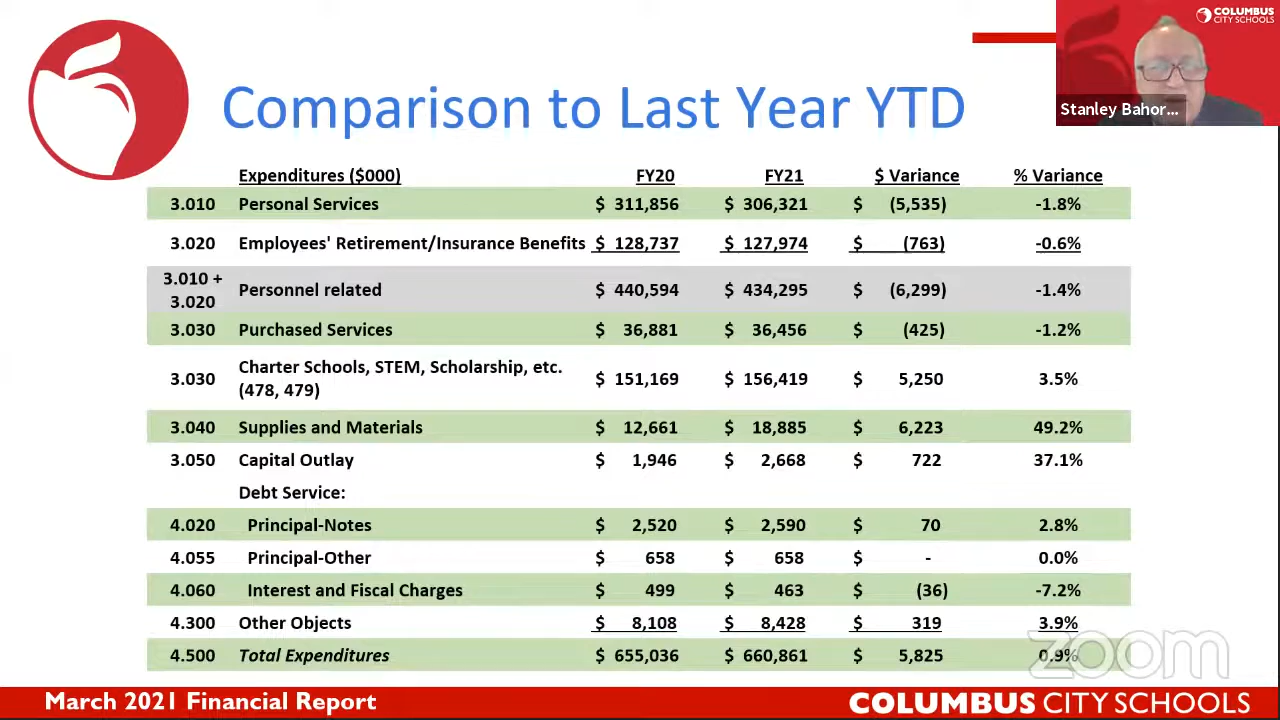 COLUMBUS
CITY SCHOOLS
Stanley Bahor...
Comparison to Last Year YTD
Expenditures ($000) FY20 FY21 $ Variance % Variance
3.010 Personal Services $ 311,856 $ 306,321 $ (5,535) -1.8%
3.020 Employees' Retirement/Insurance Benefits $ 128,737 $ 127,974 $ (763) -0.6%
3.010 +
3.020 Personnel related $ 440,594 $ 434,295 $ (6,299) -1.4%
3.030 Purchased Services $ 36,881 $ 36,456 $ (425) -1.2%
Charter Schools, STEM, Scholarship, etc.
3.030 (478, 479) $ 151,169 $ 156,419 $ 5,250 3.5%
3.040 Supplies and Materials $ 12,661 $ 18,885 $ 6,223 49.2%
3.050 Capital Outlay $ 1,946 $ 2,668 $ 722 37.1%
Debt Service:
4.020 Principal-Notes $ 2,520 $ 2,590 $ 70 2.8%
4.055 Principal-Other $ 658 $ 658 $ - 0.0%
4.060 Interest and Fiscal Charges $ 499 $ 463 $ (36) -7.2%
4.300 Other Objects $ 8,108 $ 8,428 $ 319 3.9%
4.500 Total Expenditures $ 655,036 $ 660,861 $ 5,825 0.9%
zoom
March 2021 Financial Report
COLUMBUS CITY SCHOOLS